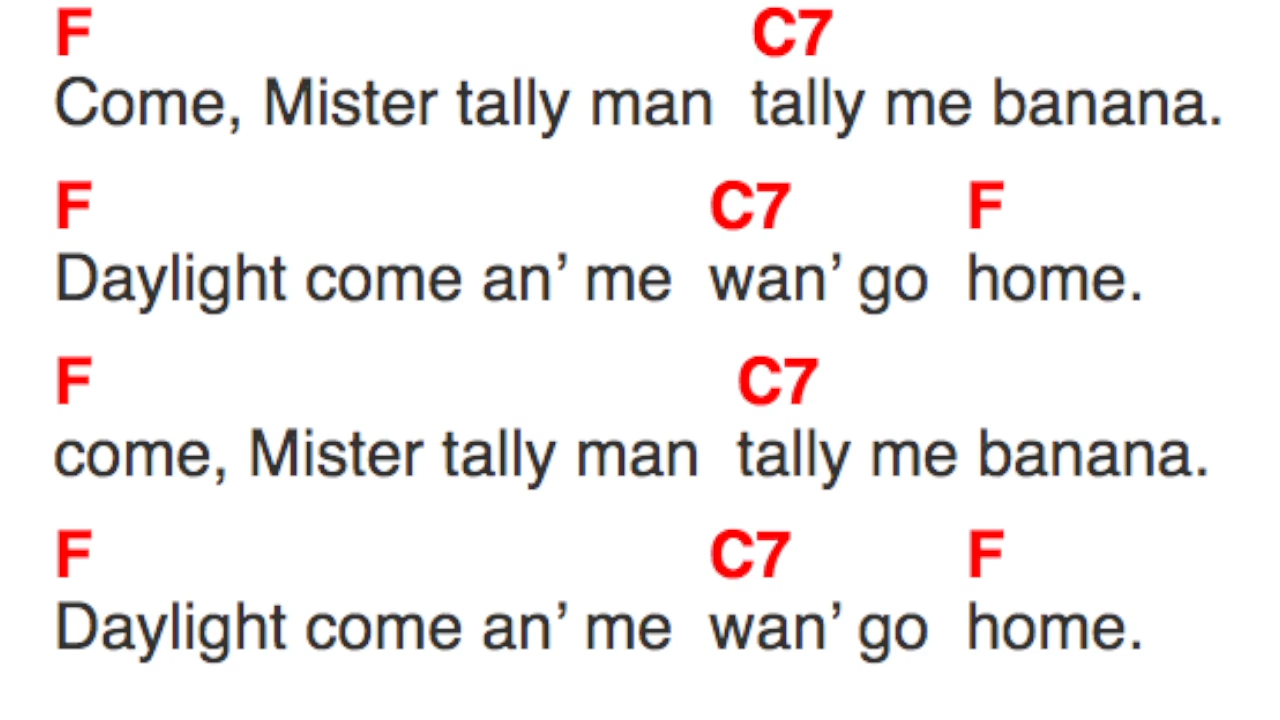 F C7
Come, Mister tally man tally me banana.
F C7 F
Daylight come an’ me wan’ go home.
F C7
come, Mister tally man tally me banana.
F C7 F
Daylight come an’ me wan’ go home.